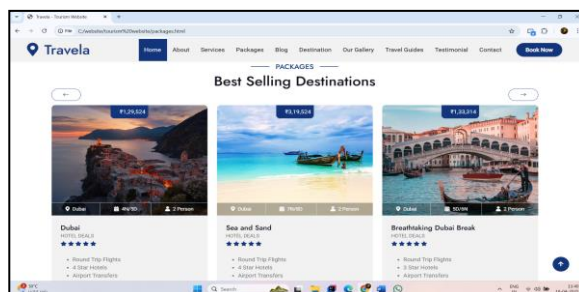 Travela - Tourism Website
File C:/website/tourism%20website/packages.html
Travela Home About Services Packages Blog Destination Our Gallery Travel Guides Testimonial Contact Book Now
PACKAGES
Best Selling Destinations
₹1,29,524 ₹3,19,524 ₹1,33,314
Dubai 4N/5D 2 Person Dubai 2 Person Dubai 5D/6N 2 Person
Dubai Sea and Sand Breathtaking Dubai Break
HOTEL DEALS HOTEL DEALS HOTEL DEALS
Round Trip Flights Round Trip Flights Round Trip Flights
4 Star Hotels 4 Star Hotels 3 Star Hotels
Airport Transfers Airport Transfers Airport Transfers
Search ENG